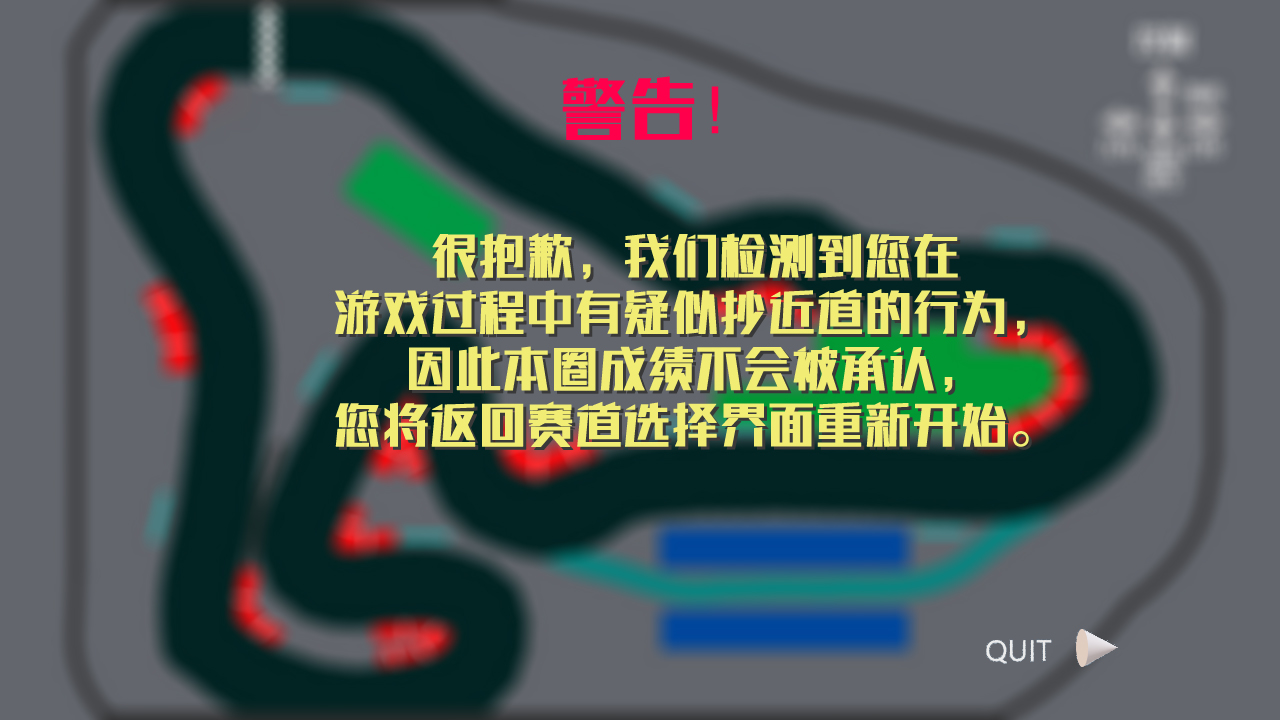 警告！
很抱歉，我们检测到您在
游戏过程中有疑似抄近道的行为，
因此本圈成绩不会被承认，
您将返回赛道选择界面重新开始。
QUIT